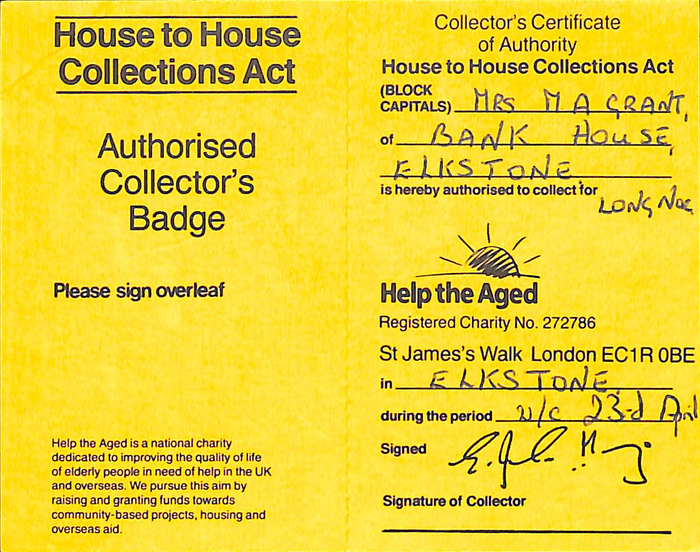 House to House
Collections Act
Authorised
Collector's
Badge
Please sign overleaf
Help the Aged is a national charity
dedicated to improving the quality of life
of elderly people in need of help in the UK
and overseas. We pursue this aim by
raising and granting funds towards
community-based projects, housing and
overseas aid.
Collector's Certificate
of Authority
House to House Collections Act
(BLOCK
CAPITALS) MRS M A GRANT,
of BANK HOUSE,
ELKSTONE
is hereby authorised to collect for
LONGNOR
Help the Aged
Registered Charity No. 272786
St James's Walk London EC1R 0BE
in ELKSTONE
during the period w/c 23rd April
Signed
Signature of Collector